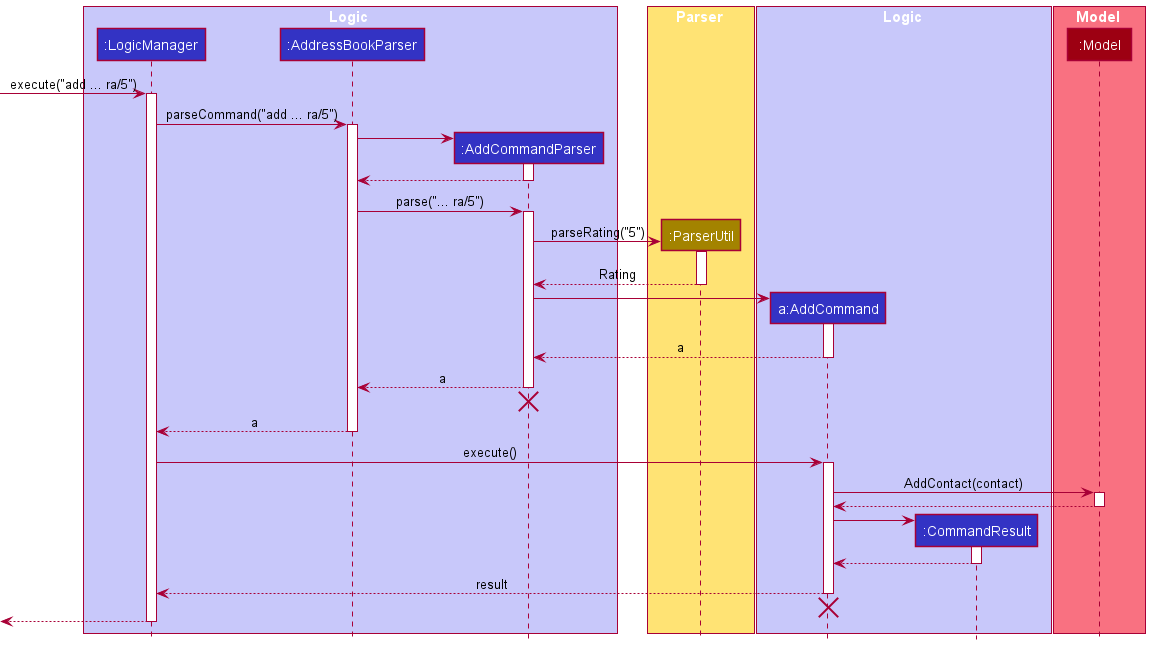 Logic
Parser
Logic
Model
:LogicManager
:AddressBookParser
:Model
execute("add ... ra/5")
parseCommand("add ... ra/5")
:AddCommandParser
parse("... ra/5")
parseRating("5")
:ParserUtil
Rating
a:AddCommand
a
a
a
execute()
AddContact(contact)
:CommandResult
result